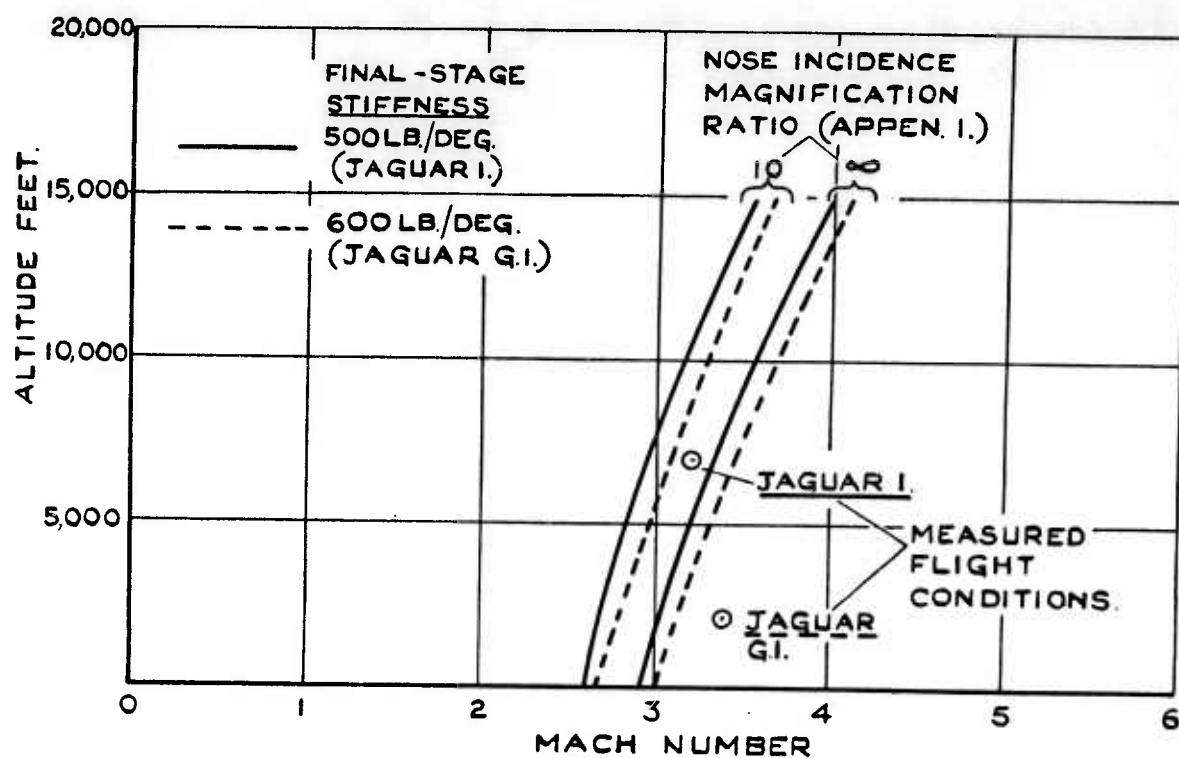 20,000
15,000
10,000
5,000
ALTITUDE FEET.
FINAL-STAGE
STIFFNESS
500LB./DEG.
(JAGUAR I.)
600LB./DEG.
(JAGUAR G.I.)
NOSE INCIDENCE
MAGNIFICATION
RATIO (APPEN. I.)
10 ∞
JAGUAR I.
MEASURED
FLIGHT
CONDITIONS.
JAGUAR
G.I.
0 1 2 3 4 5 6
MACH NUMBER